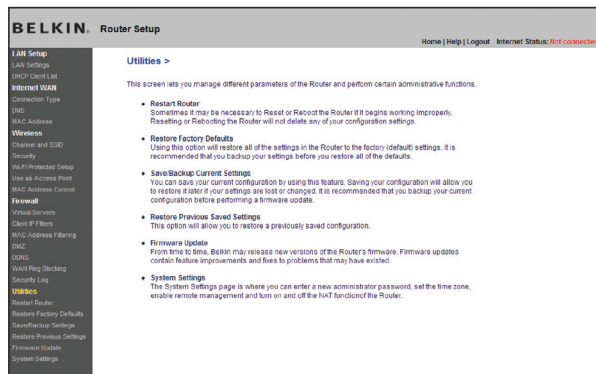 BELKIN. Router Setup
Home | Help | Logout Internet Status: Not connected
LAN Setup
LAN Settings
DHCP Client List
Internet WAN
Connection Type
DNS
MAC Address
Wireless
Channel and SSID
Security
Wi-Fi Protected Setup
Use as Access Point
MAC Address Control
Firewall
Virtual Servers
Client IP Filters
MAC Address Filtering
DMZ
DDNS
WAN Ping Blocking
Security Log
Utilities
Restart Router
Restore Factory Defaults
Save/Backup Settings
Restore Previous Settings
Firmware Update
System Settings
Utilities >
This screen lets you manage different parameters of the Router and perform certain administrative functions.
• Restart Router
Sometimes it may be necessary to Reset or Reboot the Router if it begins working improperly.
Resetting or Rebooting the Router will not delete any of your configuration settings.
• Restore Factory Defaults
Using this option will restore all of the settings in the Router to the factory (default) settings. It is
recommended that you backup your settings before you restore all of the defaults.
• Save/Backup Current Settings
You can save your current configuration by using this feature. Saving your configuration will allow you
to restore it later if your settings are lost or changed. It is recommended that you backup your current
configuration before performing a firmware update.
• Restore Previous Saved Settings
This option will allow you to restore a previously saved configuration.
• Firmware Update
From time to time, Belkin may release new versions of the Router's firmware. Firmware updates
contain feature improvements and fixes to problems that may have existed.
• System Settings
The System Settings page is where you can enter a new administrator password, set the time zone,
enable remote management and turn on and off the NAT functionof the Router.